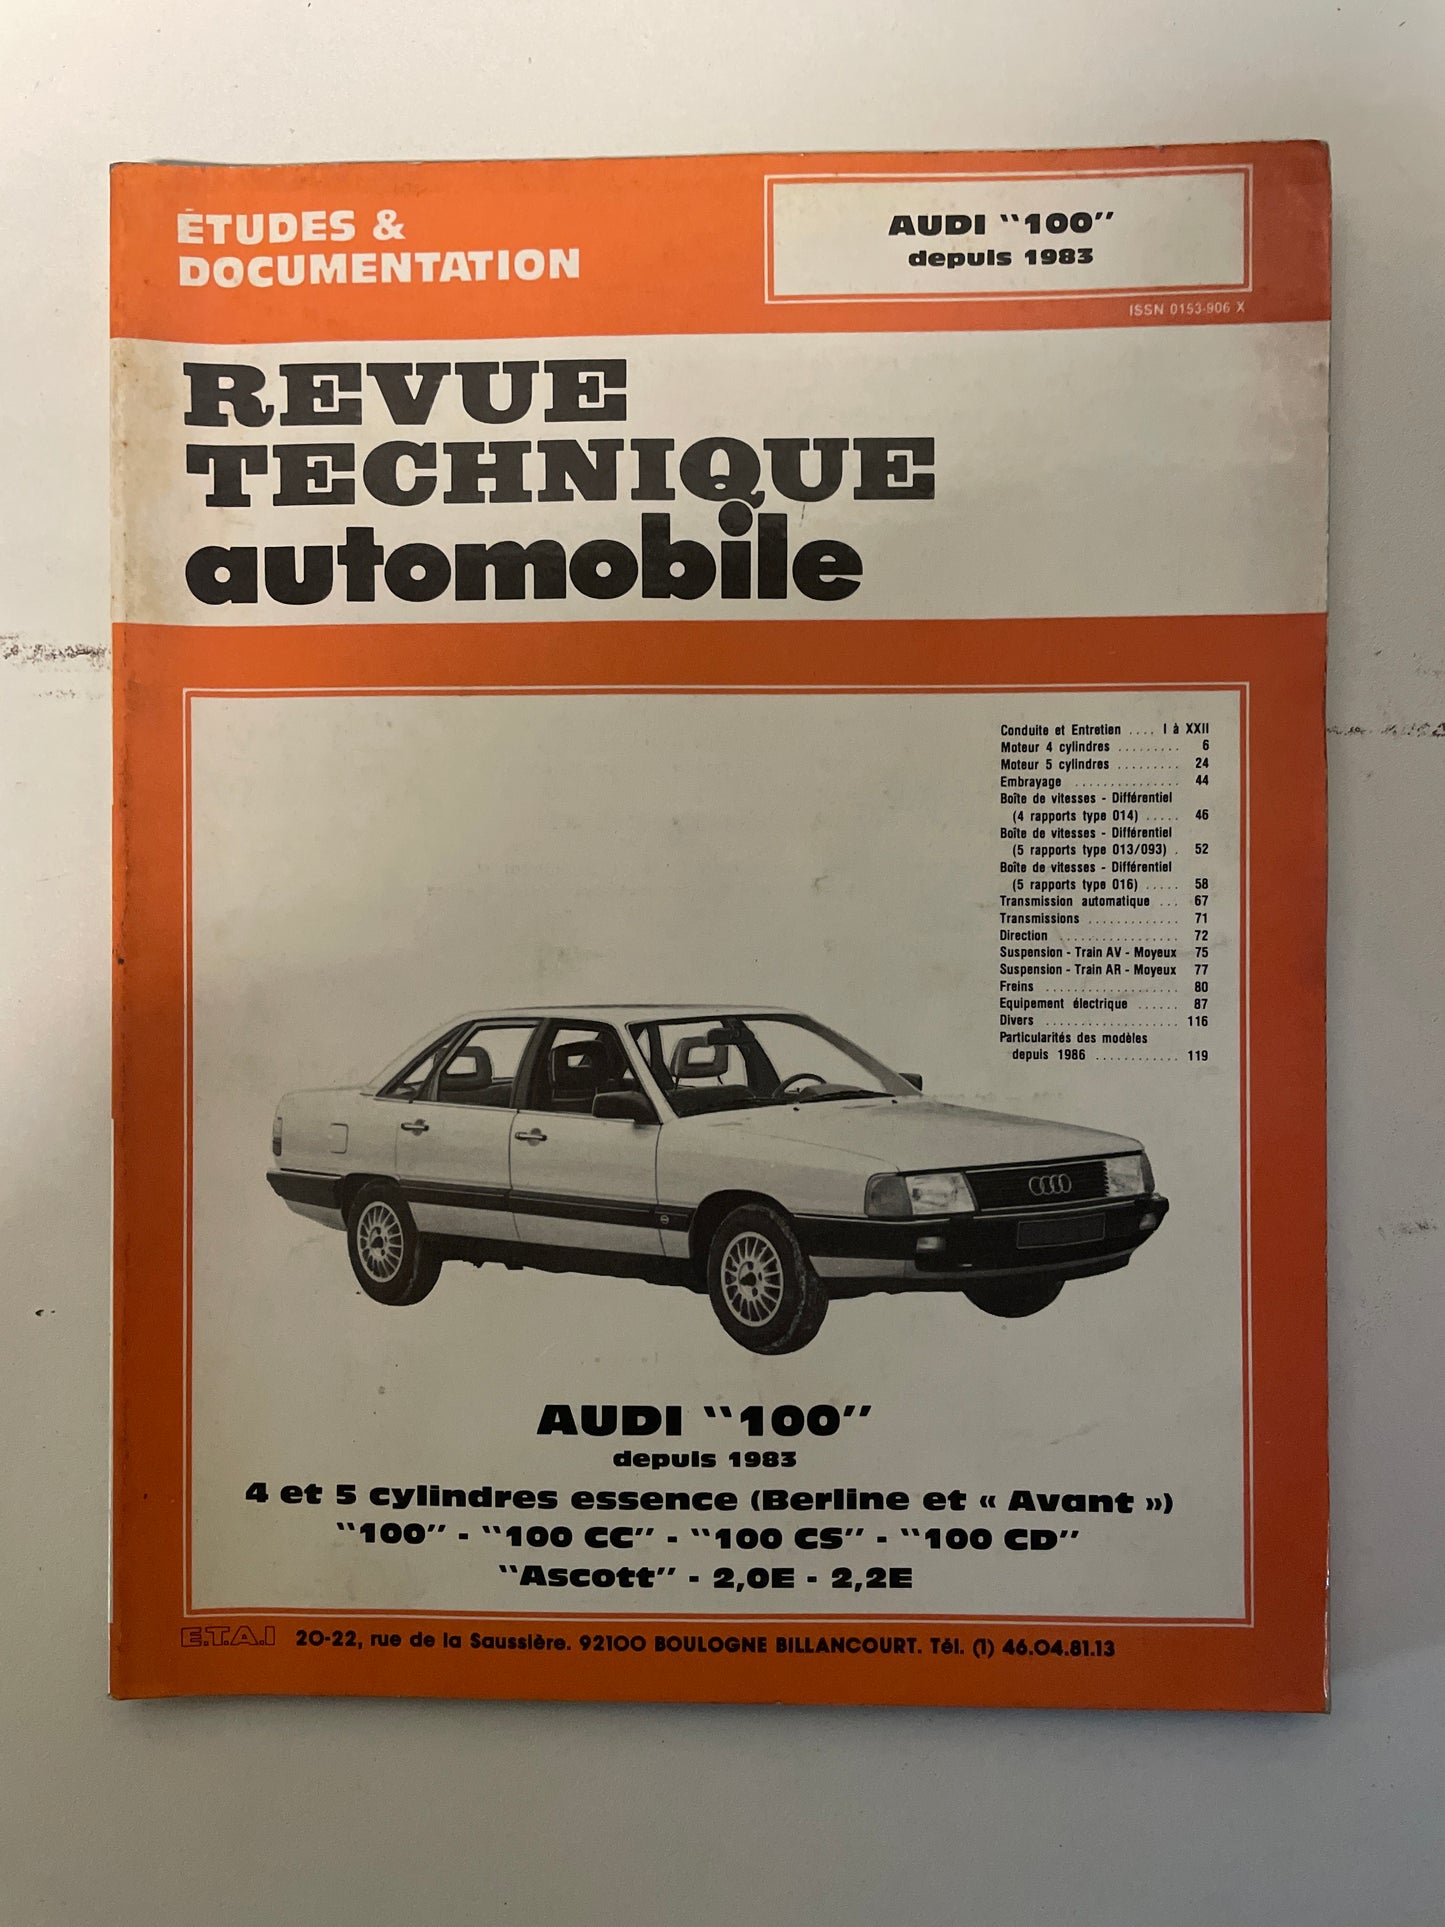 ÉTUDES &
DOCUMENTATION
AUDI "100"
depuis 1983
ISSN 0153-906 X
REVUE
TECHNIQUE
automobile
Conduite et Entretien .... I à XXII
Moteur 4 cylindres ......... 6
Moteur 5 cylindres ......... 24
Embrayage ............... 44
Boîte de vitesses - Différentiel
(4 rapports type 014) ..... 46
Boîte de vitesses - Différentiel
(5 rapports type 013/093) . 52
Boîte de vitesses - Différentiel
(5 rapports type 016) ..... 58
Transmission automatique ... 67
Transmissions ............. 71
Direction ................. 72
Suspension - Train AV - Moyeux 75
Suspension - Train AR - Moyeux 77
Freins ................... 80
Equipement électrique ...... 87
Divers ................... 116
Particularités des modèles
depuis 1986 ............ 119
AUDI "100"
depuis 1983
4 et 5 cylindres essence (Berline et « Avant »)
"100" - "100 CC" - "100 CS" - "100 CD"
"Ascott" - 2,0E - 2,2E
E.T.A.I 20-22, rue de la Saussière. 92100 BOULOGNE BILLANCOURT. Tél. (1) 46.04.81.13